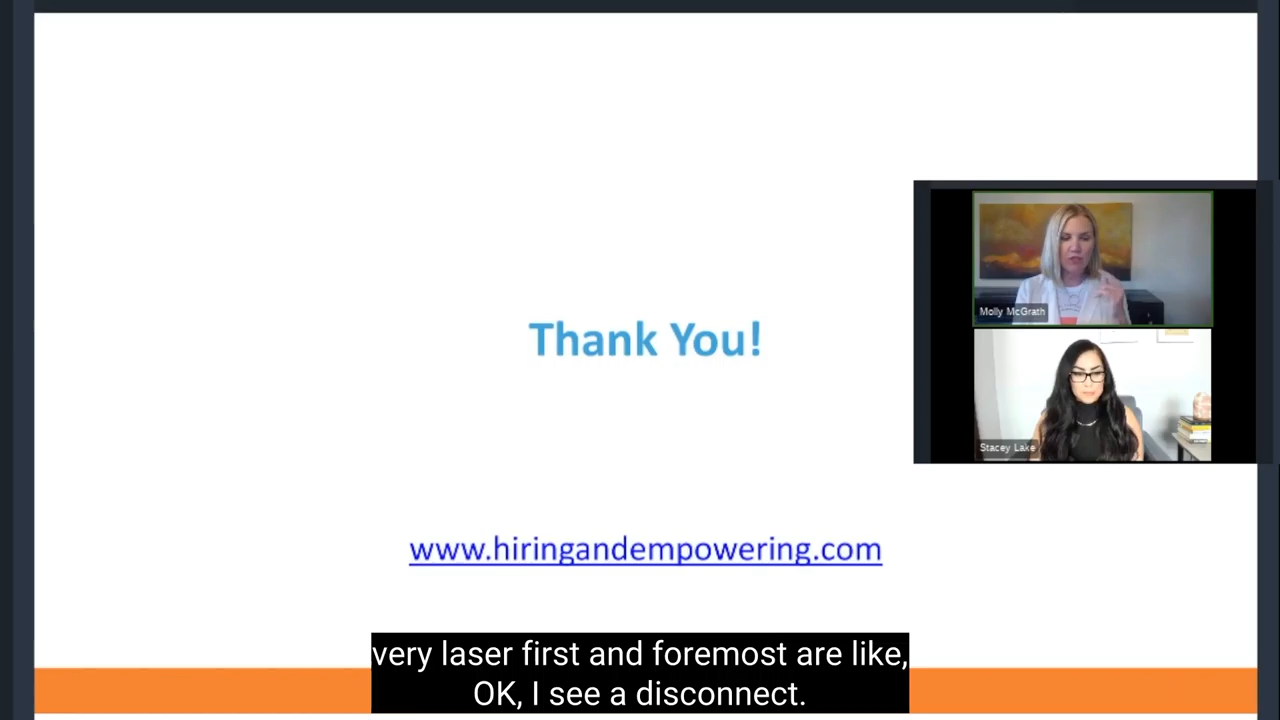 Molly McGrath
Thank You!
Stacey Lake
www.hiringandempowering.com
very laser first and foremost are like,
OK, I see a disconnect.